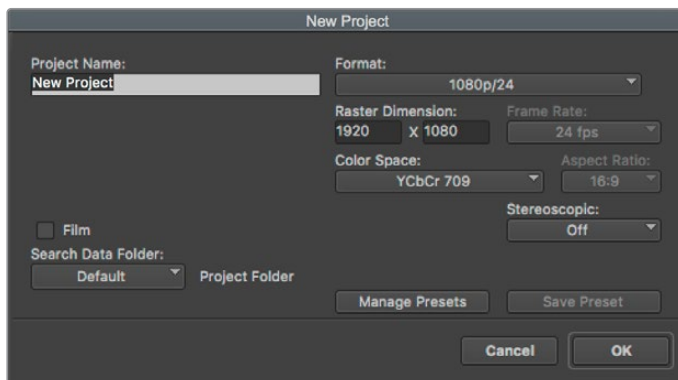 New Project
Project Name:
New Project
Format:
1080p/24
Raster Dimension:
Frame Rate:
1920 X 1080
24 fps
Color Space:
Aspect Ratio:
YCbCr 709
16:9
Stereoscopic:
Off
Film
Search Data Folder:
Default
Project Folder
Manage Presets
Save Preset
Cancel
OK